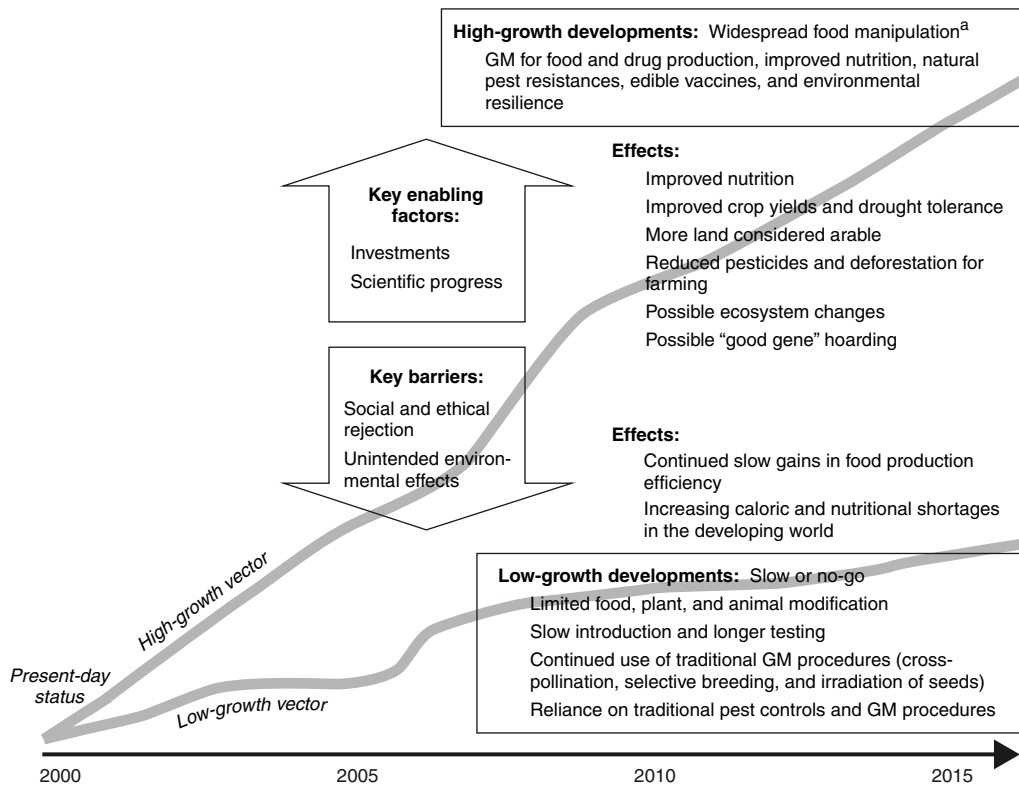 High-growth developments: Widespread food manipulationa
GM for food and drug production, improved nutrition, natural
pest resistances, edible vaccines, and environmental
resilience
Key enabling
factors:
Investments
Scientific progress
Effects:
Improved nutrition
Improved crop yields and drought tolerance
More land considered arable
Reduced pesticides and deforestation for
farming
Possible ecosystem changes
Possible “good gene” hoarding
Key barriers:
Social and ethical
rejection
Unintended environ-
mental effects
Effects:
Continued slow gains in food production
efficiency
Increasing caloric and nutritional shortages
in the developing world
High-growth vector
Low-growth developments: Slow or no-go
Limited food, plant, and animal modification
Slow introduction and longer testing
Continued use of traditional GM procedures (cross-
pollination, selective breeding, and irradiation of seeds)
Reliance on traditional pest controls and GM procedures
Present-day
status
Low-growth vector
2000 2005 2010 2015